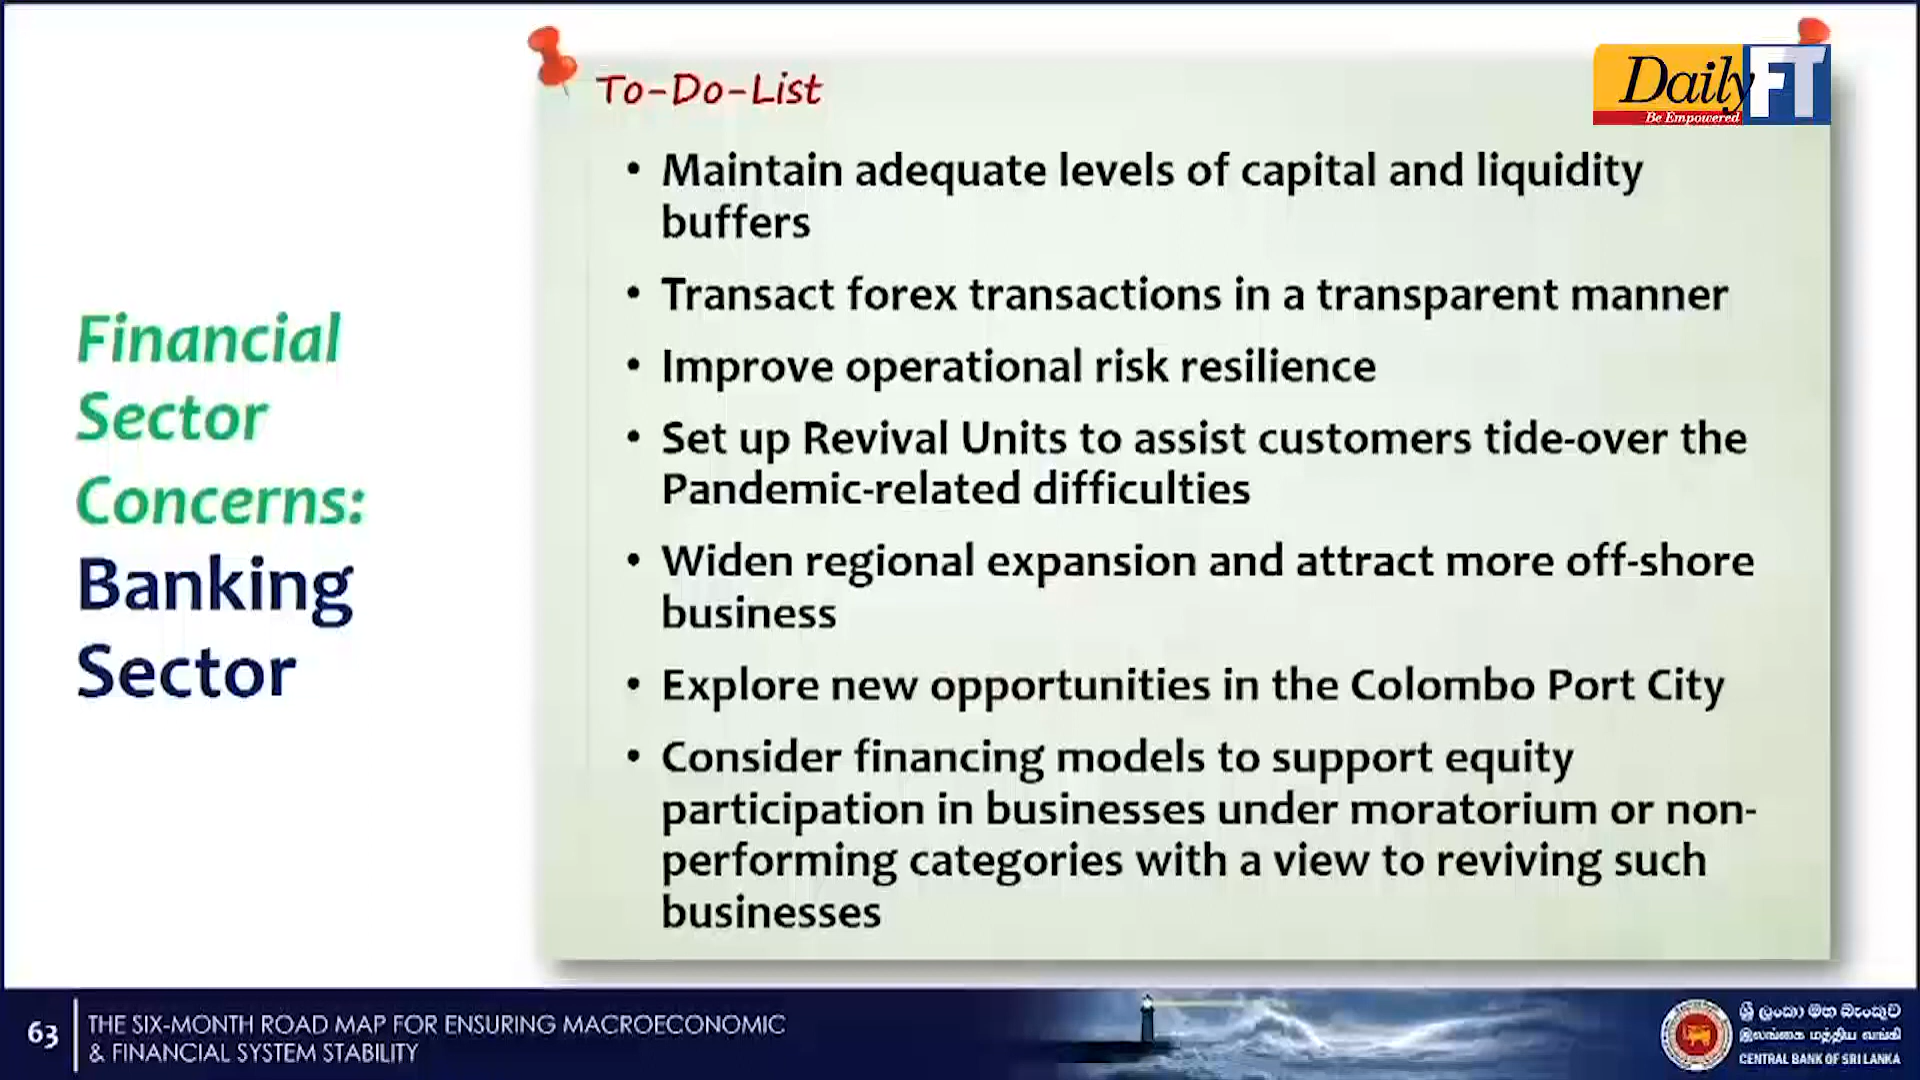 To-Do-List
Daily FT
Be Empowered
• Maintain adequate levels of capital and liquidity
buffers
• Transact forex transactions in a transparent manner
• Improve operational risk resilience
• Set up Revival Units to assist customers tide-over the
Pandemic-related difficulties
• Widen regional expansion and attract more off-shore
business
• Explore new opportunities in the Colombo Port City
• Consider financing models to support equity
participation in businesses under moratorium or non-
performing categories with a view to reviving such
businesses
Financial
Sector
Concerns:
Banking
Sector
63
THE SIX-MONTH ROAD MAP FOR ENSURING MACROECONOMIC
& FINANCIAL SYSTEM STABILITY
ශ්‍රී ලංකා මහ බැංකුව
இலங்கை மத்திய வங்கி
CENTRAL BANK OF SRI LANKA